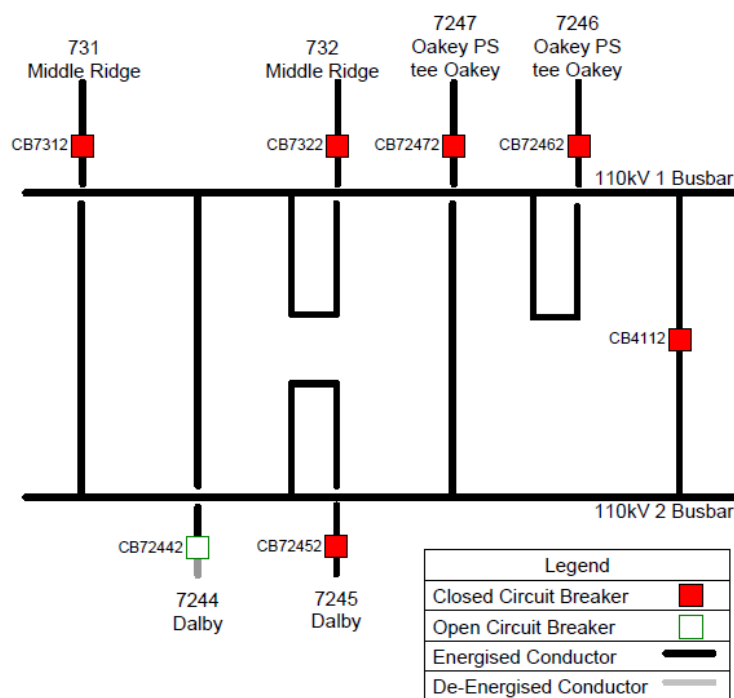 731
Middle Ridge
732
Middle Ridge
7247
Oakey PS
tee Oakey
7246
Oakey PS
tee Oakey
CB7312
CB7322
CB72472
CB72462
110kV 1 Busbar
CB4112
110kV 2 Busbar
CB72442
CB72452
7244
Dalby
7245
Dalby
Legend
Closed Circuit Breaker
Open Circuit Breaker
Energised Conductor
De-Energised Conductor